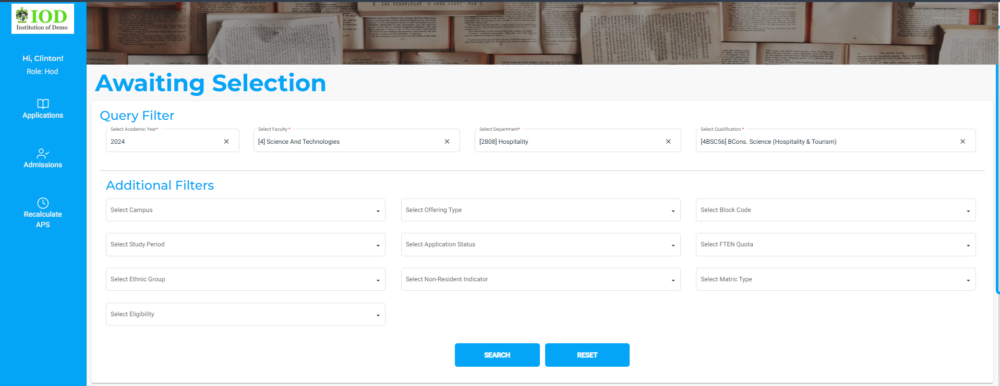 IOD
Institution of Demo
Hi, Clinton!
Role: Hod
Applications
Admissions
Recalculate
APS
Awaiting Selection
Query Filter
Select Academic Year*
2024
Select Faculty *
[4] Science And Technologies
Select Department*
[2808] Hospitality
Select Qualification *
[4BSC56] BCons. Science (Hospitality & Tourism)
Additional Filters
Select Campus
Select Offering Type
Select Block Code
Select Study Period
Select Application Status
Select FTEN Quota
Select Ethnic Group
Select Non-Resident Indicator
Select Matric Type
Select Eligibility
SEARCH
RESET